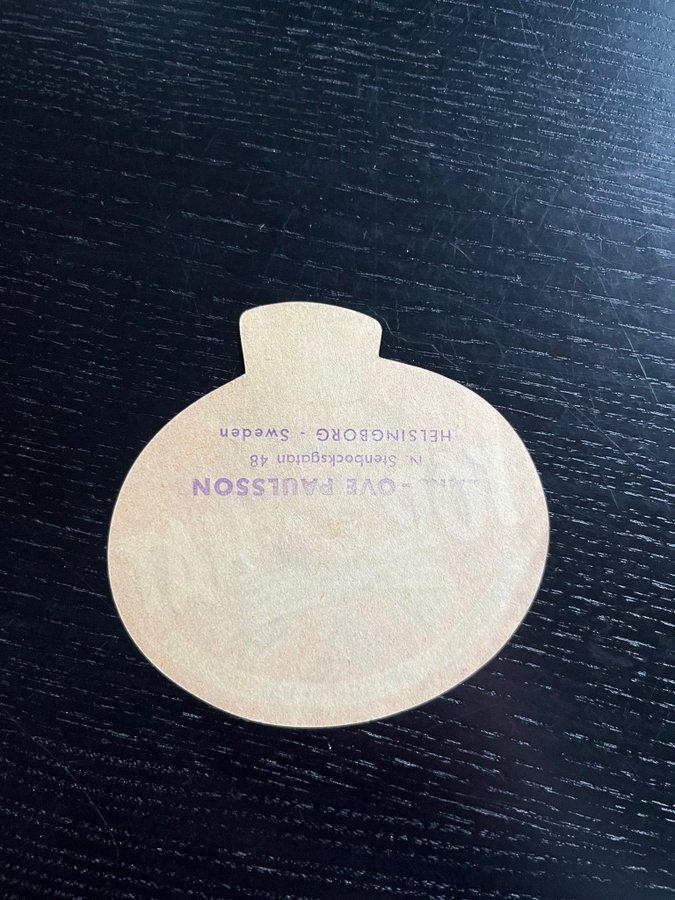 OVE PAULSSON
N. Stenbocksgatan 48
HELSINGBORG - Sweden